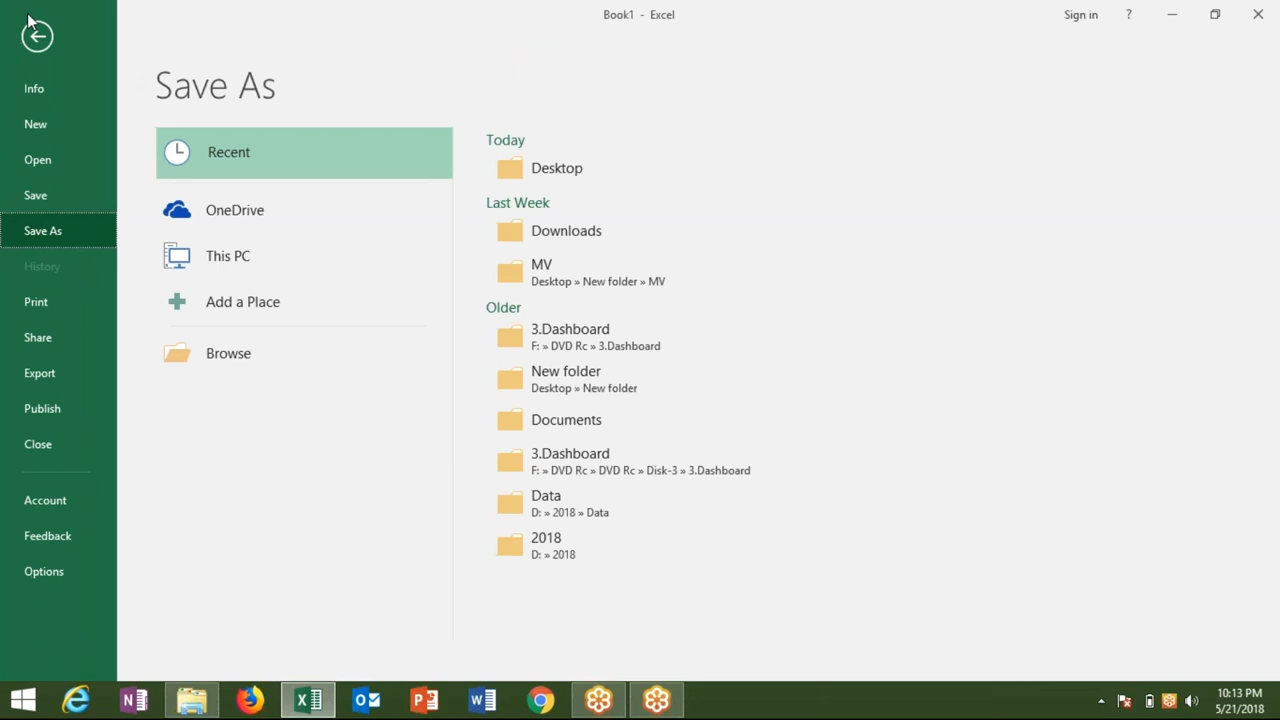 Book1 - Excel
Sign in
?
Info
New
Open
Save
Save As
History
Print
Share
Export
Publish
Close
Account
Feedback
Options
Save As
Recent
OneDrive
This PC
Add a Place
Browse
Today
Desktop
Last Week
Downloads
MV
Desktop » New folder » MV
Older
3.Dashboard
F: » DVD Rc » 3.Dashboard
New folder
Desktop » New folder
Documents
3.Dashboard
F: » DVD Rc » DVD Rc » Disk-3 » 3.Dashboard
Data
D: » 2018 » Data
2018
D: » 2018
10:13 PM
5/21/2018